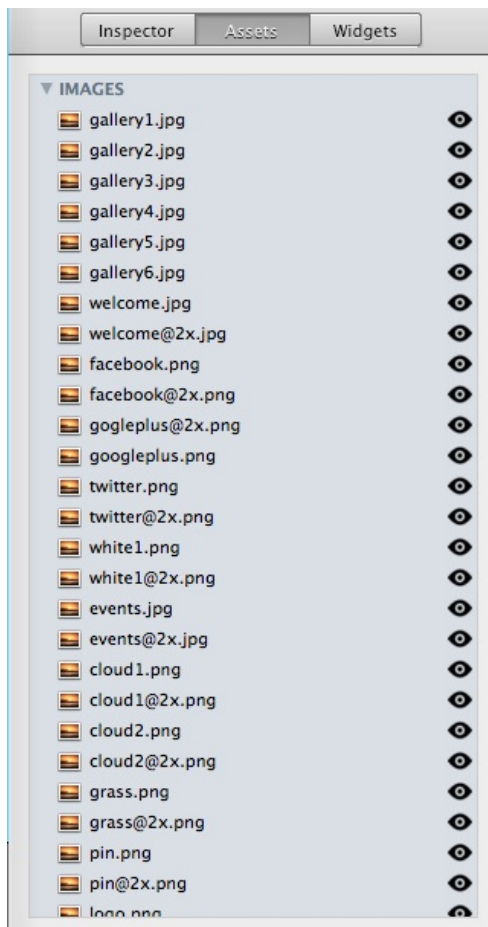 Inspector Assets Widgets
IMAGES
gallery1.jpg
gallery2.jpg
gallery3.jpg
gallery4.jpg
gallery5.jpg
gallery6.jpg
welcome.jpg
welcome@2x.jpg
facebook.png
facebook@2x.png
gogleplus@2x.png
googleplus.png
twitter.png
twitter@2x.png
white1.png
white1@2x.png
events.jpg
events@2x.jpg
cloud1.png
cloud1@2x.png
cloud2.png
cloud2@2x.png
grass.png
grass@2x.png
pin.png
pin@2x.png
logo.png